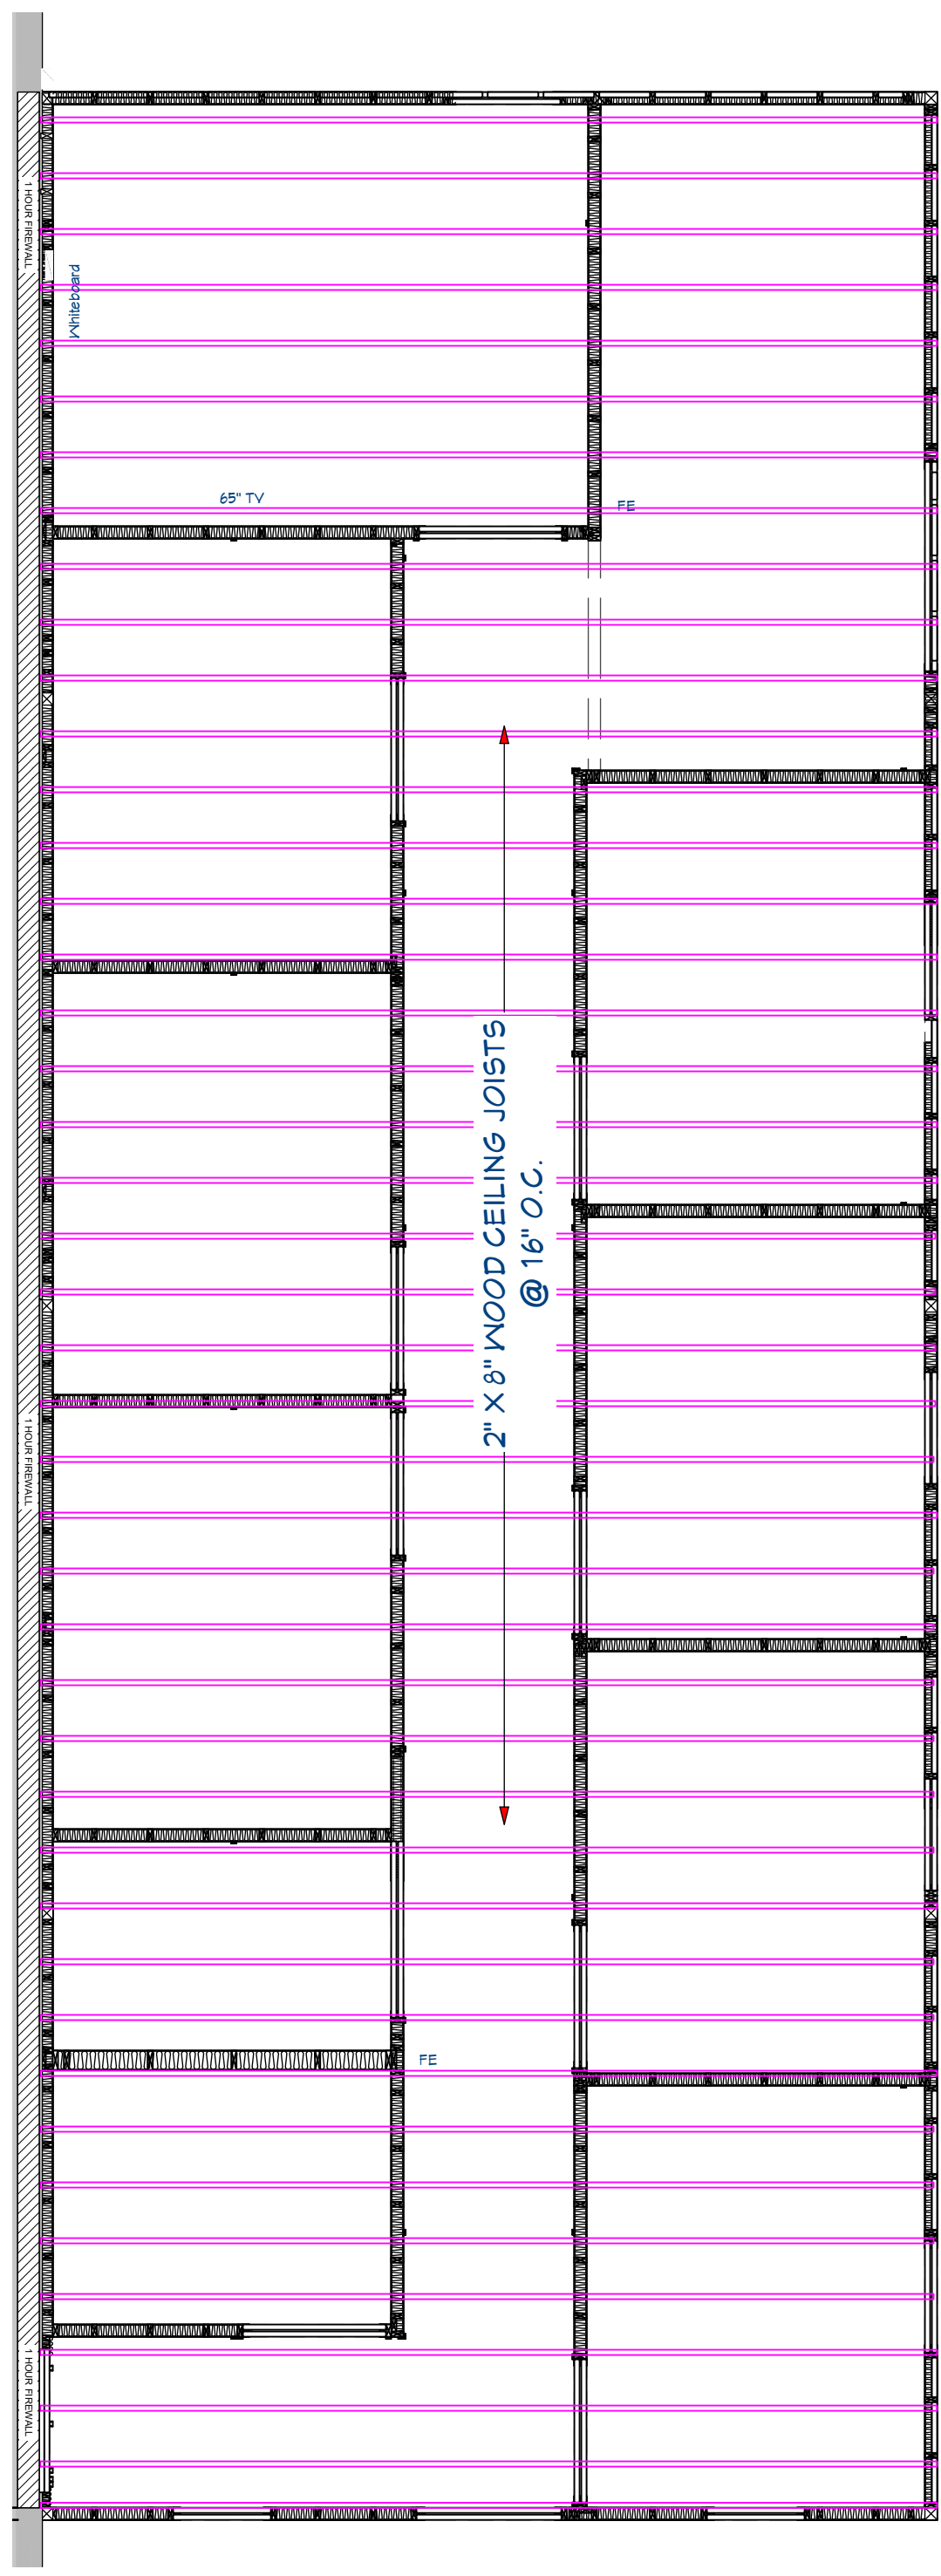 1 HOUR FIREWALL
Whiteboard
65" TV
FE
2" X 8" WOOD CEILING JOISTS
@ 16" O.C.
1 HOUR FIREWALL
FE
1 HOUR FIREWALL